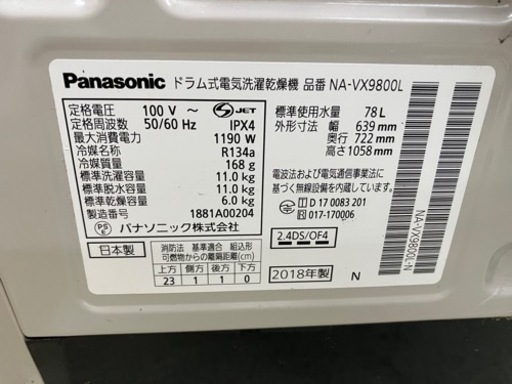 Panasonic ドラム式電気洗濯乾燥機 品番 NA-VX9800L
定格電圧 100 V ～ S JET
定格周波数 50/60 Hz IPX4
最大消費電力 1190 W
冷媒名称 R134a
冷媒質量 168 g
標準洗濯容量 11.0 kg
標準脱水容量 11.0 kg
標準乾燥容量 6.0 kg
製造番号 1881A00204
PSE パナソニック株式会社
日本製
消防法 基準適合 組込形
可燃物からの離隔距離(cm)
上方 側方 後方 下方
23 1 1 0
標準使用水量 78 L
外形寸法 幅 639 mm
奥行 722 mm
高さ 1058 mm
電波法および電気通信事業法に
基づく無線設備を内蔵しています。
T D 17 0083 201
R 01-170006
2.4DS/OF4
2018年製 N
NA-VX9800L-N